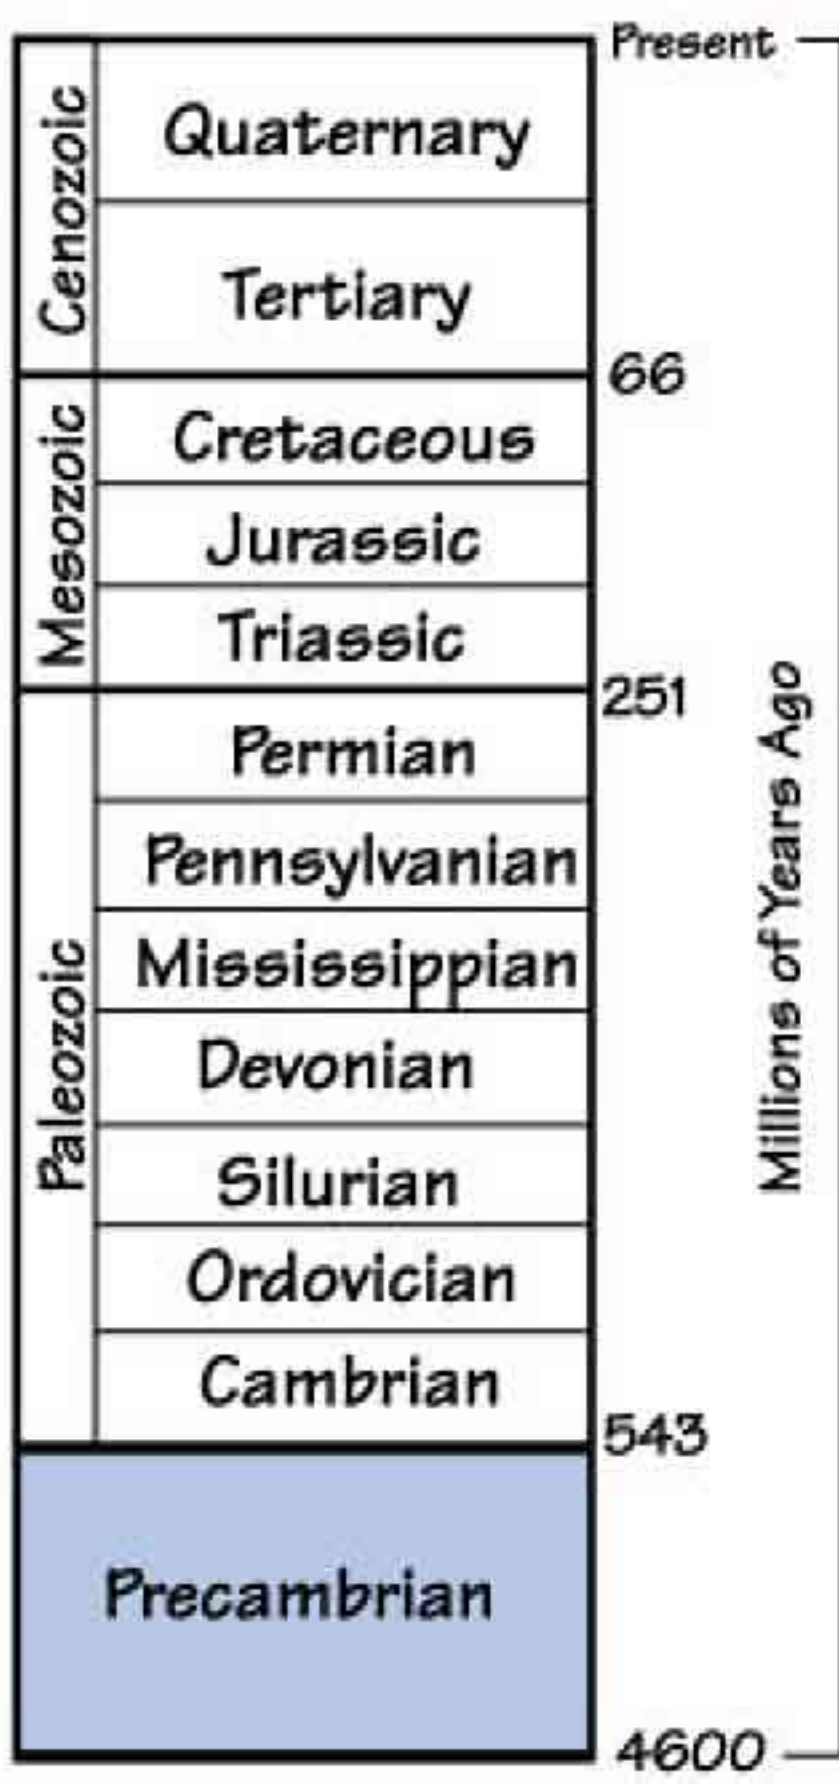 Present
Cenozoic
Quaternary
Tertiary
66
Mesozoic
Cretaceous
Jurassic
Triassic
251
Paleozoic
Permian
Pennsylvanian
Mississippian
Devonian
Silurian
Ordovician
Cambrian
543
Precambrian
4600
Millions of Years Ago